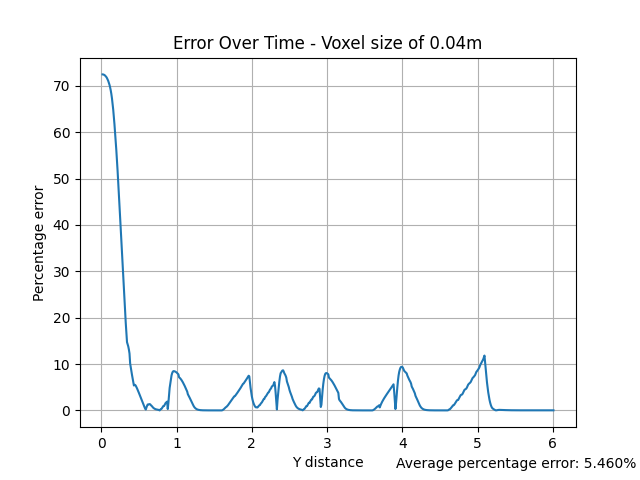 Error Over Time - Voxel size of 0.04m
Percentage error
70
60
50
40
30
20
10
0
0 1 2 3 4 5 6
Y distance
Average percentage error: 5.460%